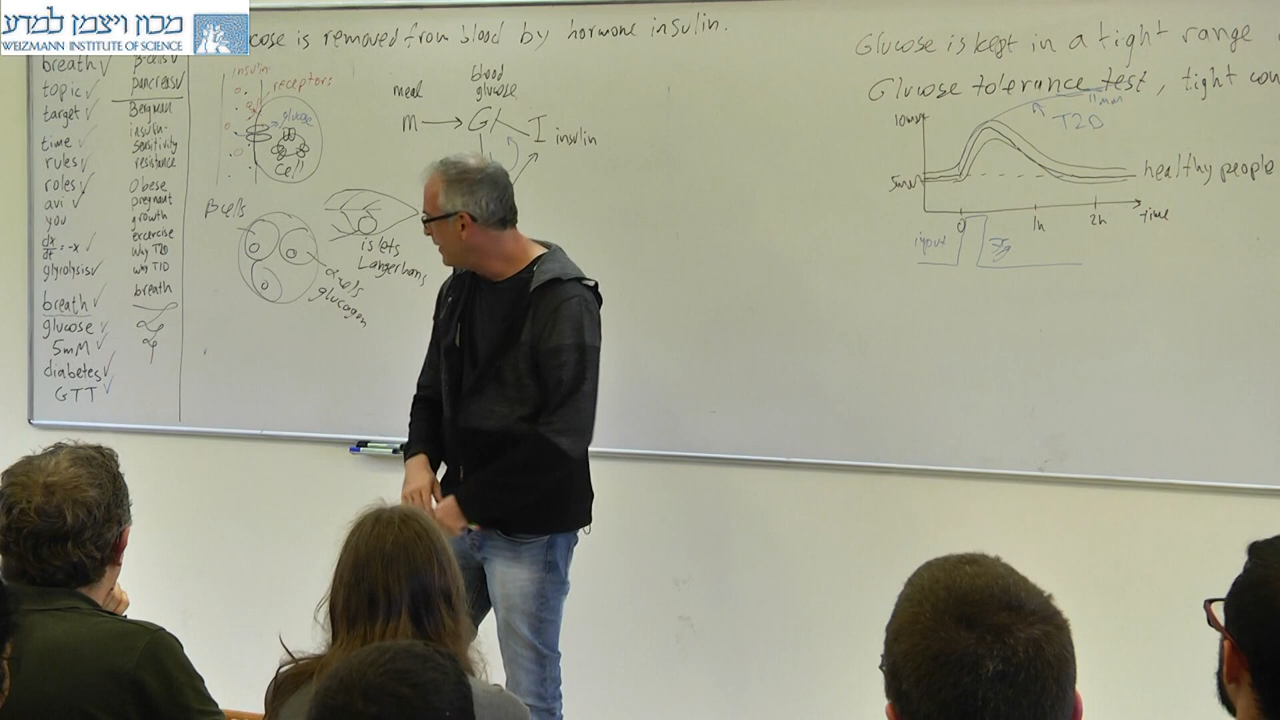 מכון ויצמן למדע
WEIZMANN INSTITUTE OF SCIENCE
breath ✓
topic ✓
target ✓
time ✓
rules ✓
roles ✓
avi ✓
you
dx/dt = -x ✓
glyrolysis ✓
breath ✓
glucose ✓
5mM ✓
diabetes ✓
GTT ✓
β-cells ✓
pancreas ✓
Bergman
insulin-
sensitivity
resistance
obese
pregnant
growth
excercise
why T2D
why T1D
breath
cose is removed from blood by hormone insulin.
insulin
receptors
glucose
Cell
meal
blood
glucose
M → G I insulin
β cells
islets
Langerhans
α cells
glucagon
Glucose is kept in a tight range
Glucose tolerance test, tight con
11mM
T2D
10mM
5mM
healthy people
0 1h 2h time
input
75g